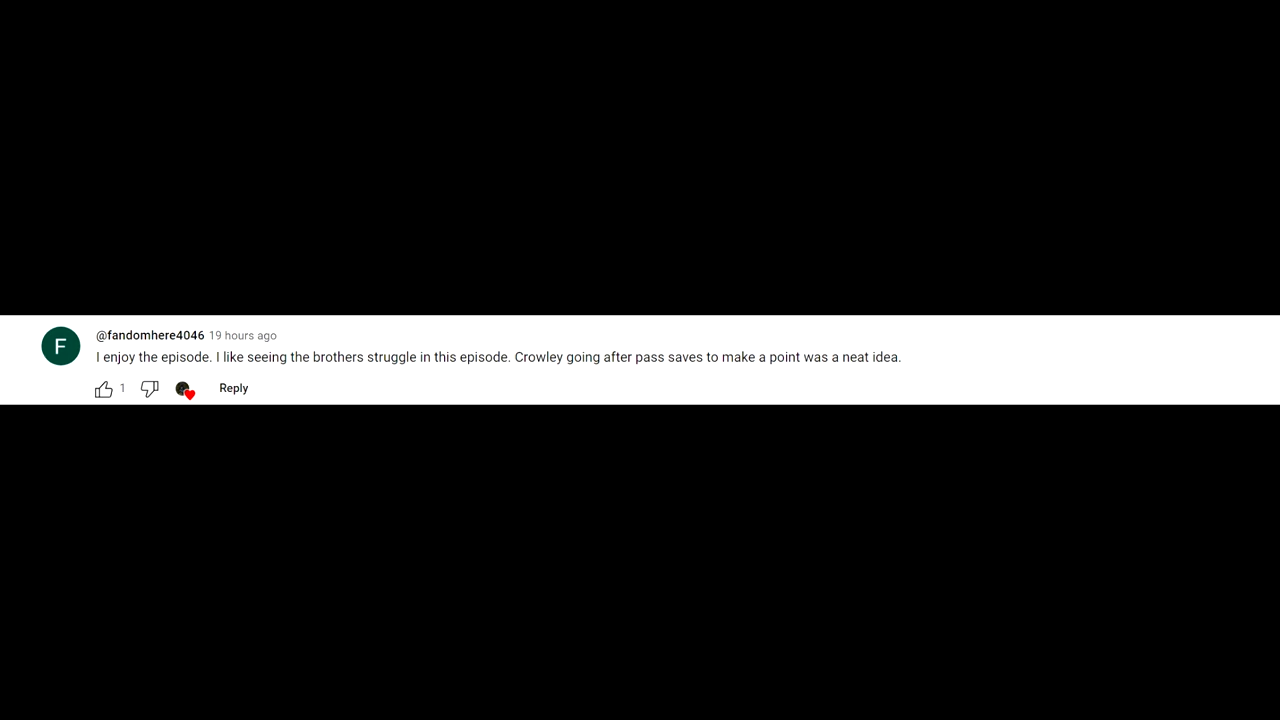 F
@fandomhere4046 19 hours ago
I enjoy the episode. I like seeing the brothers struggle in this episode. Crowley going after pass saves to make a point was a neat idea.
1 Reply